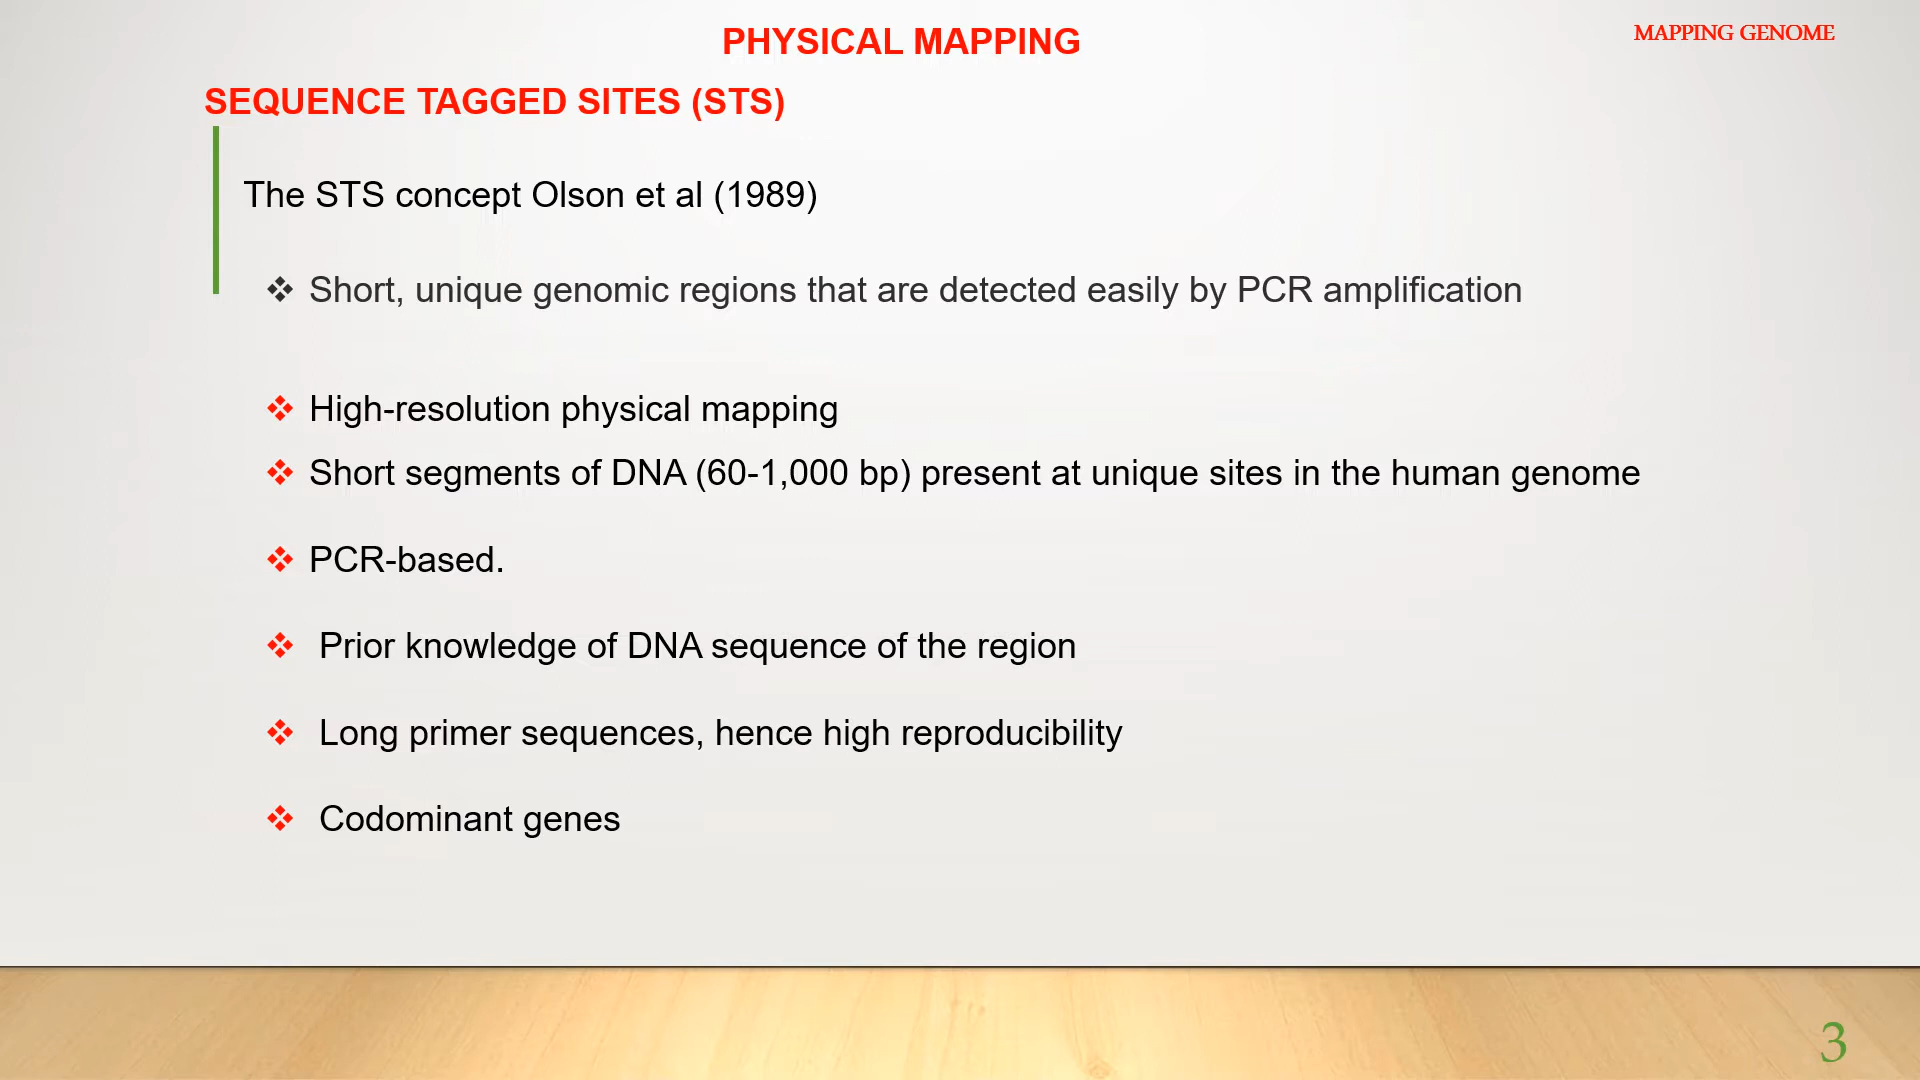 PHYSICAL MAPPING
MAPPING GENOME
SEQUENCE TAGGED SITES (STS)
The STS concept Olson et al (1989)
❖ Short, unique genomic regions that are detected easily by PCR amplification
❖ High-resolution physical mapping
❖ Short segments of DNA (60-1,000 bp) present at unique sites in the human genome
❖ PCR-based.
❖ Prior knowledge of DNA sequence of the region
❖ Long primer sequences, hence high reproducibility
❖ Codominant genes
3